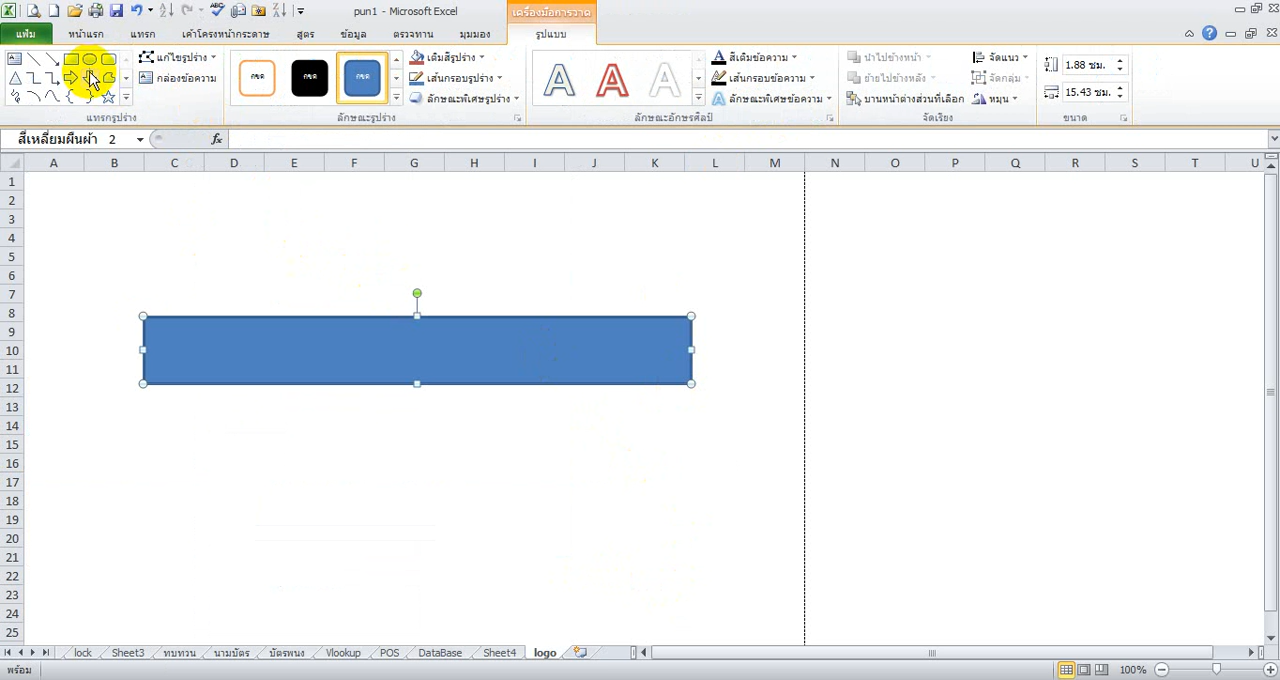 pun1 - Microsoft Excel
เครื่องมือการวาด
แฟ้ม หน้าแรก แทรก เค้าโครงหน้ากระดาษ สูตร ข้อมูล ตรวจทาน มุมมอง รูปแบบ
แก้ไขรูปร่าง
กล่องข้อความ
แทรกรูปร่าง
กขค กขค กขค
เติมสีรูปร่าง
เส้นกรอบรูปร่าง
ลักษณะพิเศษรูปร่าง
ลักษณะรูปร่าง
A A A
สีเติมข้อความ
เส้นกรอบข้อความ
ลักษณะพิเศษข้อความ
ลักษณะอักษรศิลป์
นำไปข้างหน้า
ย้ายไปข้างหลัง
บานหน้าต่างส่วนที่เลือก
จัดแนว
จัดกลุ่ม
หมุน
จัดเรียง
1.88 ซม.
15.43 ซม.
ขนาด
สี่เหลี่ยมผืนผ้า 2
fx
A B C D E F G H I J K L M N O P Q R S T U
1
2
3
4
5
6
7
8
9
10
11
12
13
14
15
16
17
18
19
20
21
22
23
24
25
lock Sheet3 ทบทวน นามบัตร บัตรพนง Vlookup POS DataBase Sheet4 logo
พร้อม
100%